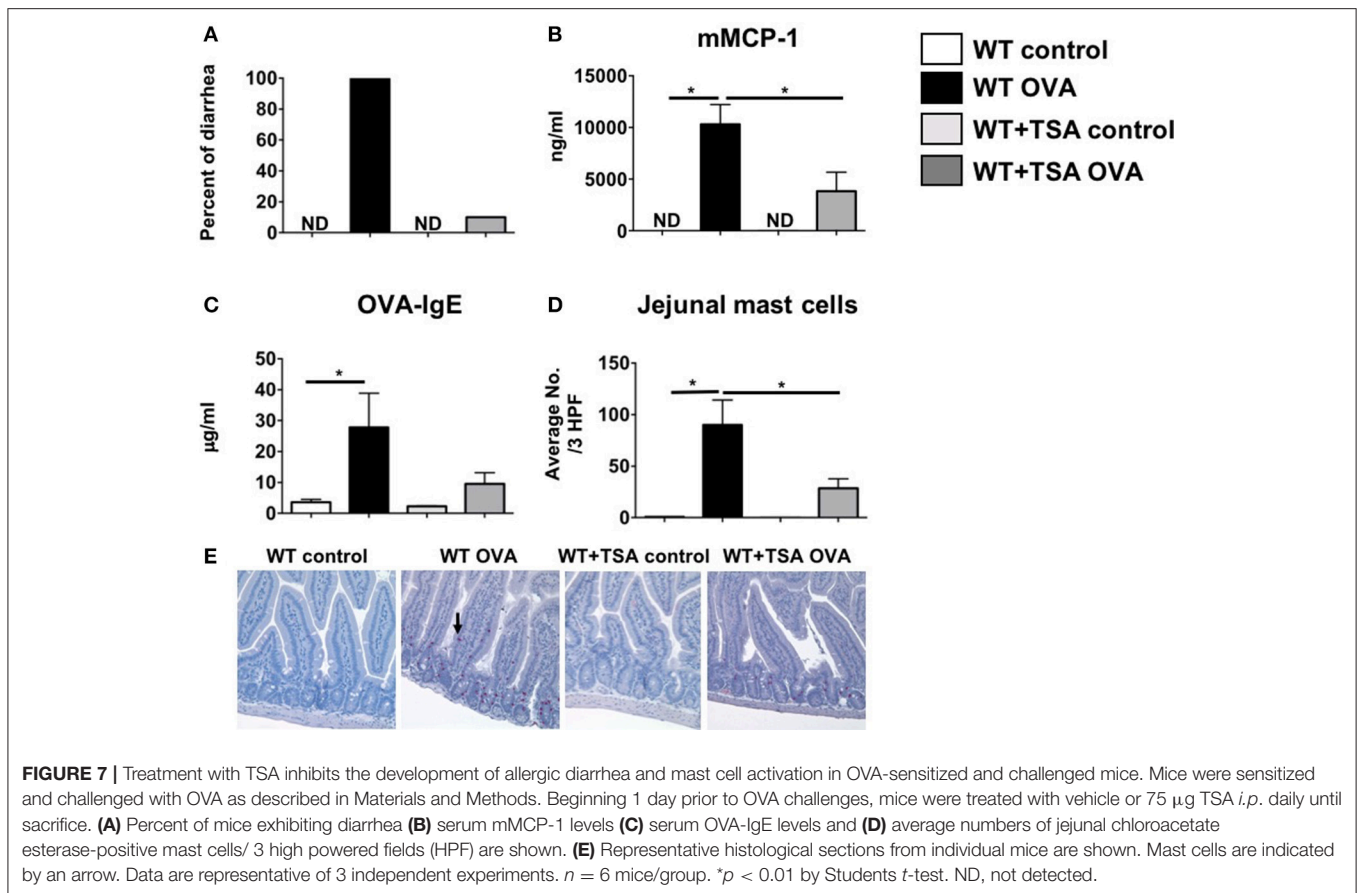 A
Percent of diarrhea
100
80
60
40
20
0
ND
ND
B
mMCP-1
ng/ml
15000
10000
5000
0
*
*
ND
ND
WT control
WT OVA
WT+TSA control
WT+TSA OVA
C
OVA-IgE
µg/ml
50
40
30
20
10
0
*
D
Jejunal mast cells
Average No.
/3 HPF
150
100
50
0
*
*
E
WT control
WT OVA
WT+TSA control
WT+TSA OVA
FIGURE 7 | Treatment with TSA inhibits the development of allergic diarrhea and mast cell activation in OVA-sensitized and challenged mice. Mice were sensitized
and challenged with OVA as described in Materials and Methods. Beginning 1 day prior to OVA challenges, mice were treated with vehicle or 75 µg TSA i.p. daily until
sacrifice. (A) Percent of mice exhibiting diarrhea (B) serum mMCP-1 levels (C) serum OVA-IgE levels and (D) average numbers of jejunal chloroacetate
esterase-positive mast cells/ 3 high powered fields (HPF) are shown. (E) Representative histological sections from individual mice are shown. Mast cells are indicated
by an arrow. Data are representative of 3 independent experiments. n = 6 mice/group. *p < 0.01 by Students t-test. ND, not detected.